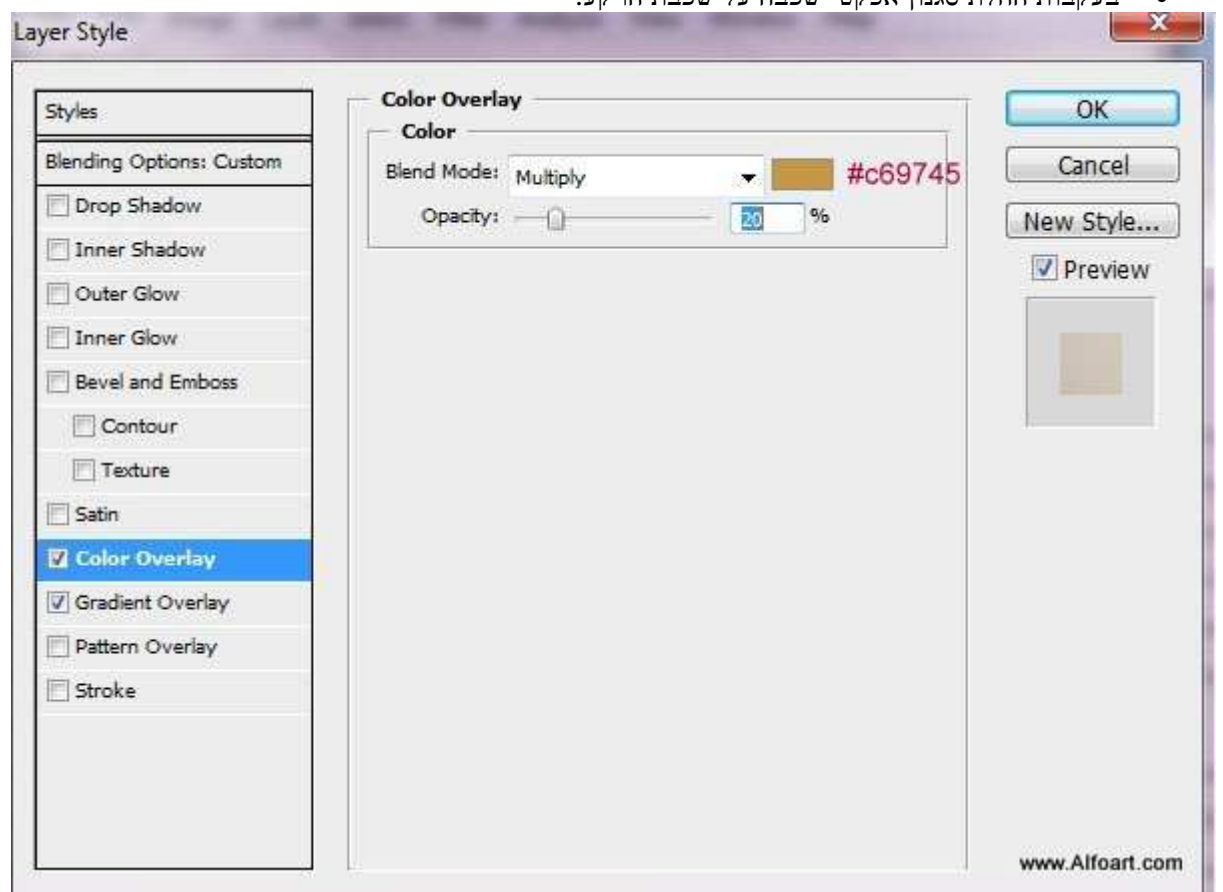 Layer Style
Styles
Blending Options: Custom
Drop Shadow
Inner Shadow
Outer Glow
Inner Glow
Bevel and Emboss
Contour
Texture
Satin
Color Overlay
Gradient Overlay
Pattern Overlay
Stroke
Color Overlay
Color
Blend Mode: Multiply #c69745
Opacity: 20 %
OK
Cancel
New Style...
Preview
www.Alfoart.com